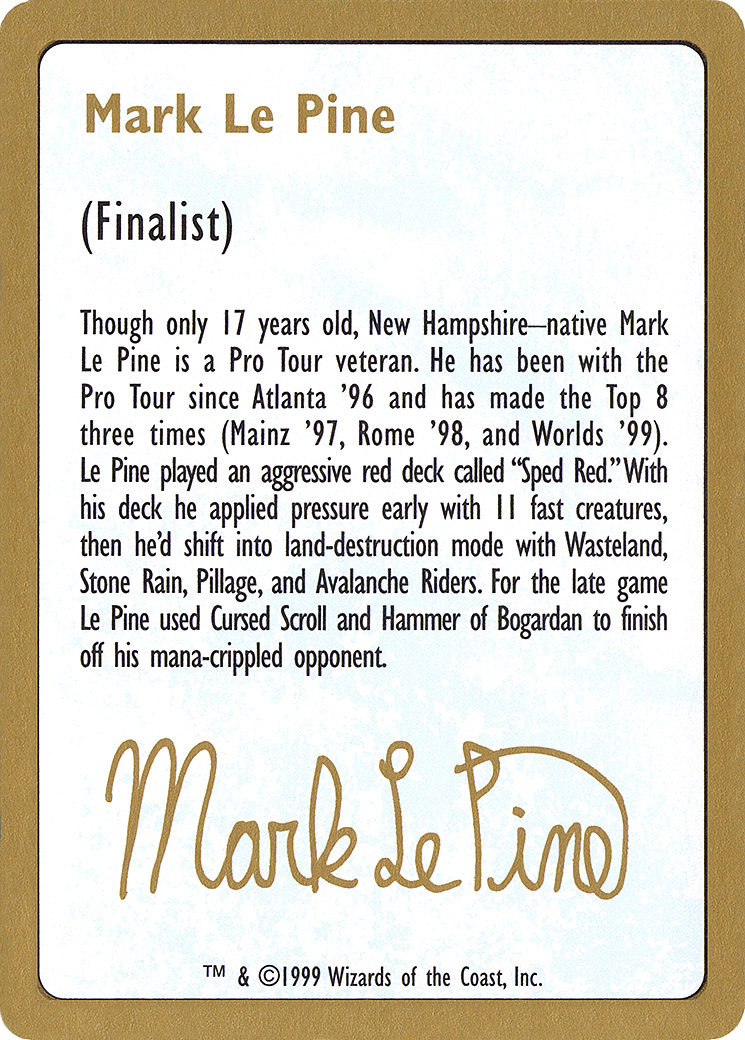 Mark Le Pine
(Finalist)
Though only 17 years old, New Hampshire–native Mark
Le Pine is a Pro Tour veteran. He has been with the
Pro Tour since Atlanta ’96 and has made the Top 8
three times (Mainz ’97, Rome ’98, and Worlds ’99).
Le Pine played an aggressive red deck called “Sped Red.” With
his deck he applied pressure early with 11 fast creatures,
then he’d shift into land-destruction mode with Wasteland,
Stone Rain, Pillage, and Avalanche Riders. For the late game
Le Pine used Cursed Scroll and Hammer of Bogardan to finish
off his mana-crippled opponent.
Mark Le Pine
™ & ©1999 Wizards of the Coast, Inc.